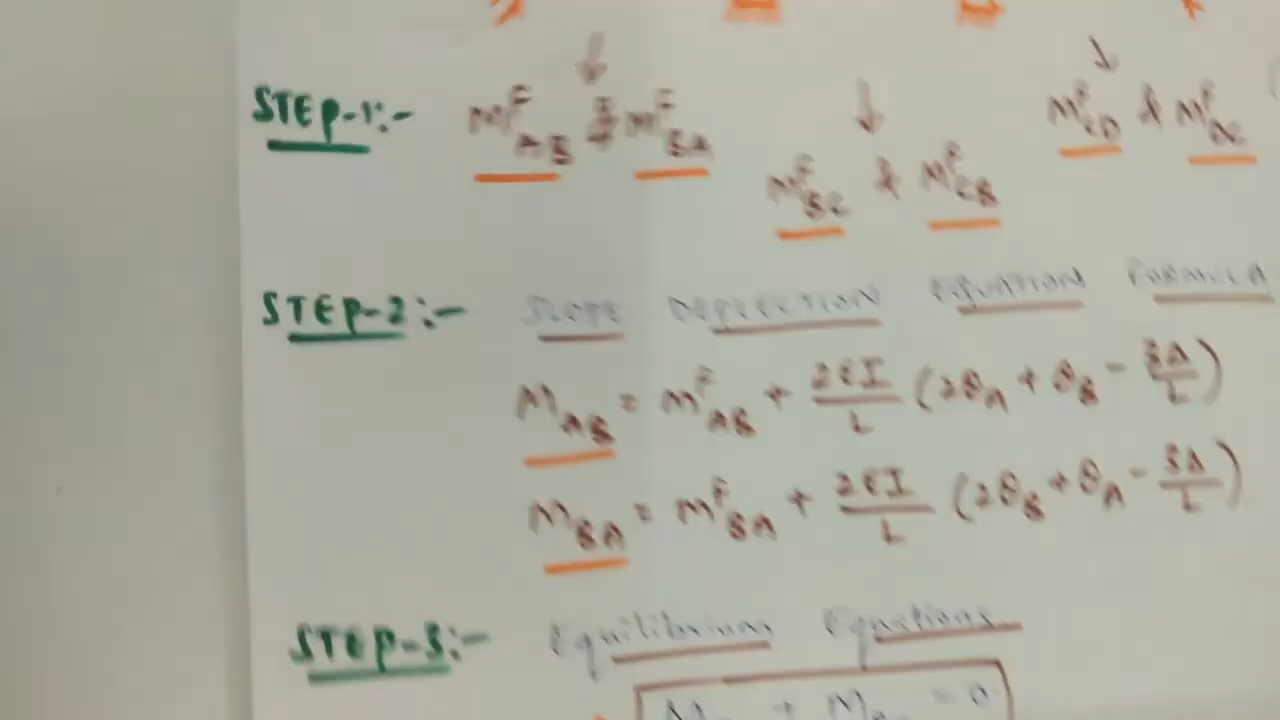 STEP-1:- M^F_AB & M^F_BA
M^F_BC & M^F_CB
M^F_CD & M^F_DC
STEP-2:- SLOPE DEFLECTION EQUATION FORMULA
M_AB = M^F_AB + 2EI/L (2θ_A + θ_B - 3Δ/L)
M_BA = M^F_BA + 2EI/L (2θ_B + θ_A - 3Δ/L)
STEP-3:- Equilibrium Equations
= 0